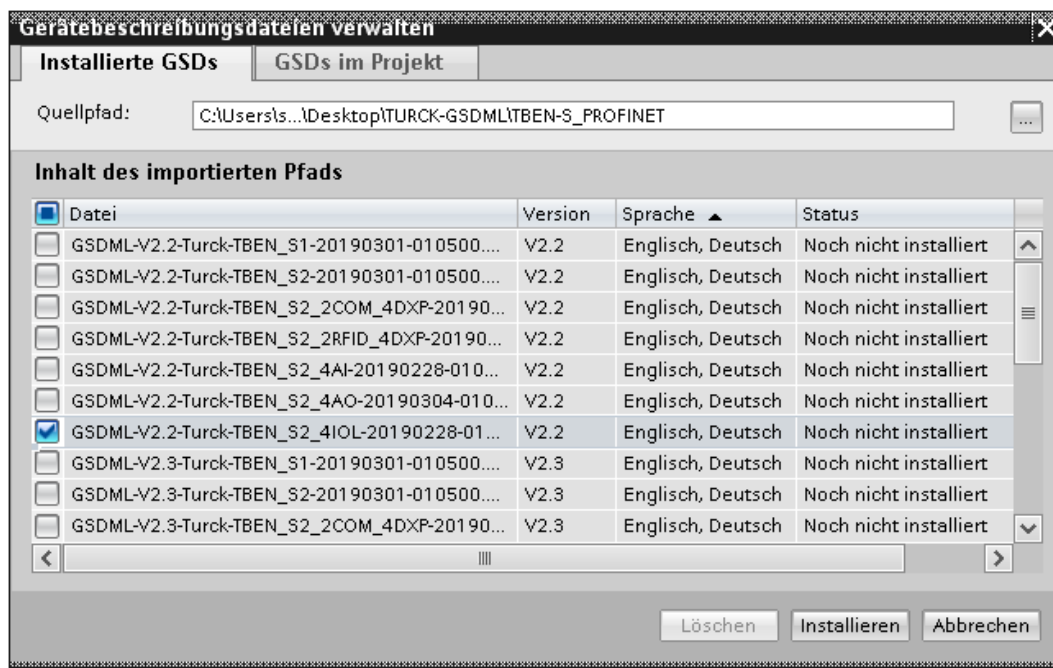 Gerätebeschreibungsdateien verwalten
Installierte GSDs GSDs im Projekt
Quellpfad: C:\Users\s...\Desktop\TURCK-GSDML\TBEN-S_PROFINET ...
Inhalt des importierten Pfads
Datei Version Sprache Status
GSDML-V2.2-Turck-TBEN_S1-20190301-010500.... V2.2 Englisch, Deutsch Noch nicht installiert
GSDML-V2.2-Turck-TBEN_S2-20190301-010500.... V2.2 Englisch, Deutsch Noch nicht installiert
GSDML-V2.2-Turck-TBEN_S2_2COM_4DXP-20190... V2.2 Englisch, Deutsch Noch nicht installiert
GSDML-V2.2-Turck-TBEN_S2_2RFID_4DXP-20190... V2.2 Englisch, Deutsch Noch nicht installiert
GSDML-V2.2-Turck-TBEN_S2_4AI-20190228-010... V2.2 Englisch, Deutsch Noch nicht installiert
GSDML-V2.2-Turck-TBEN_S2_4AO-20190304-010... V2.2 Englisch, Deutsch Noch nicht installiert
GSDML-V2.2-Turck-TBEN_S2_4IOL-20190228-01... V2.2 Englisch, Deutsch Noch nicht installiert
GSDML-V2.3-Turck-TBEN_S1-20190301-010500.... V2.3 Englisch, Deutsch Noch nicht installiert
GSDML-V2.3-Turck-TBEN_S2-20190301-010500.... V2.3 Englisch, Deutsch Noch nicht installiert
GSDML-V2.3-Turck-TBEN_S2_2COM_4DXP-20190... V2.3 Englisch, Deutsch Noch nicht installiert
Löschen Installieren Abbrechen